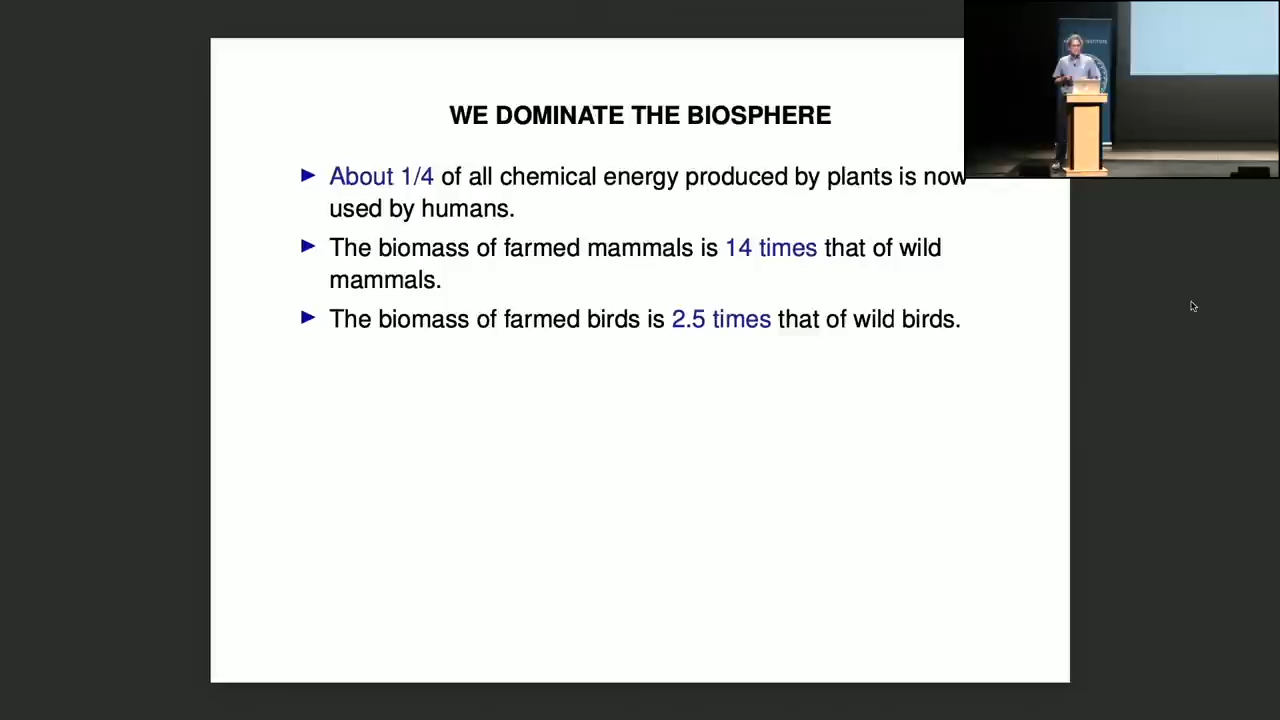 WE DOMINATE THE BIOSPHERE
About 1/4 of all chemical energy produced by plants is now
used by humans.
The biomass of farmed mammals is 14 times that of wild
mammals.
The biomass of farmed birds is 2.5 times that of wild birds.